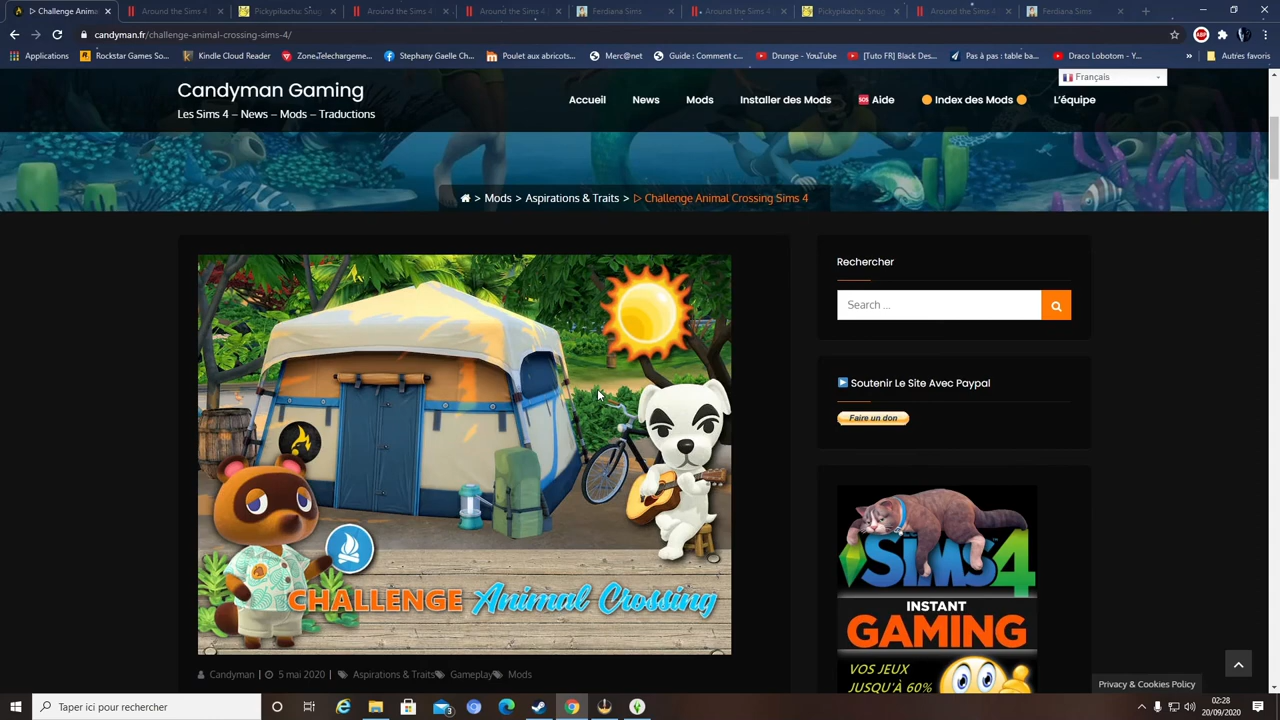 ▷ Challenge Anima
Around the Sims 4
Pickypikachu: Snug
Around the Sims 4
Around the Sims 4
Ferdiana Sims
Around the Sims 4
Pickypikachu: Snug
Around the Sims 4
Ferdiana Sims
candyman.fr/challenge-animal-crossing-sims-4/
ABP
Applications
Rockstar Games So...
Kindle Cloud Reader
ZoneTelechargeme...
Stephany Gaelle Ch...
Poulet aux abricots...
Merc@net
Guide : Comment c...
Drunge - YouTube
[Tuto FR] Black Des...
Pas à pas : table ba...
Draco Lobotom - Y...
»
Autres favoris
Candyman Gaming
Les Sims 4 – News – Mods – Traductions
Français
Accueil
News
Mods
Installer des Mods
SOS Aide
Index des Mods
L'équipe
> Mods > Aspirations & Traits > ▷ Challenge Animal Crossing Sims 4
CHALLENGE Animal Crossing
Candyman | 5 mai 2020 | Aspirations & Traits Gameplay Mods
Rechercher
Search ...
Soutenir Le Site Avec Paypal
Faire un don
SIMS 4
INSTANT
GAMING
VOS JEUX
JUSQU'À 60%
Privacy & Cookies Policy
Taper ici pour rechercher
3
02:28
20/09/2020